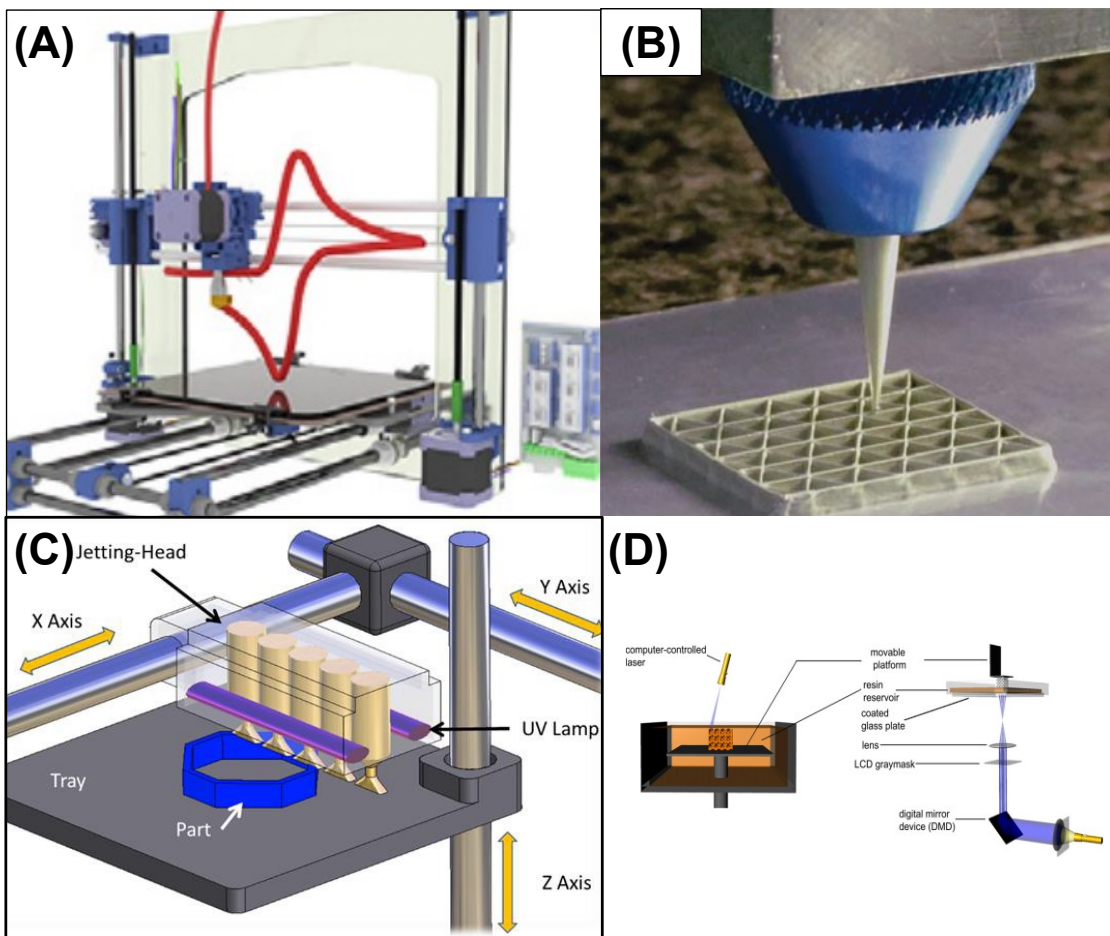 (A)
(B)
(C)
Jetting-Head
X Axis
Y Axis
UV Lamp
Tray
Part
Z Axis
(D)
computer-controlled
laser
movable
platform
resin
reservoir
coated
glass plate
lens
LCD graymask
digital mirror
device (DMD)